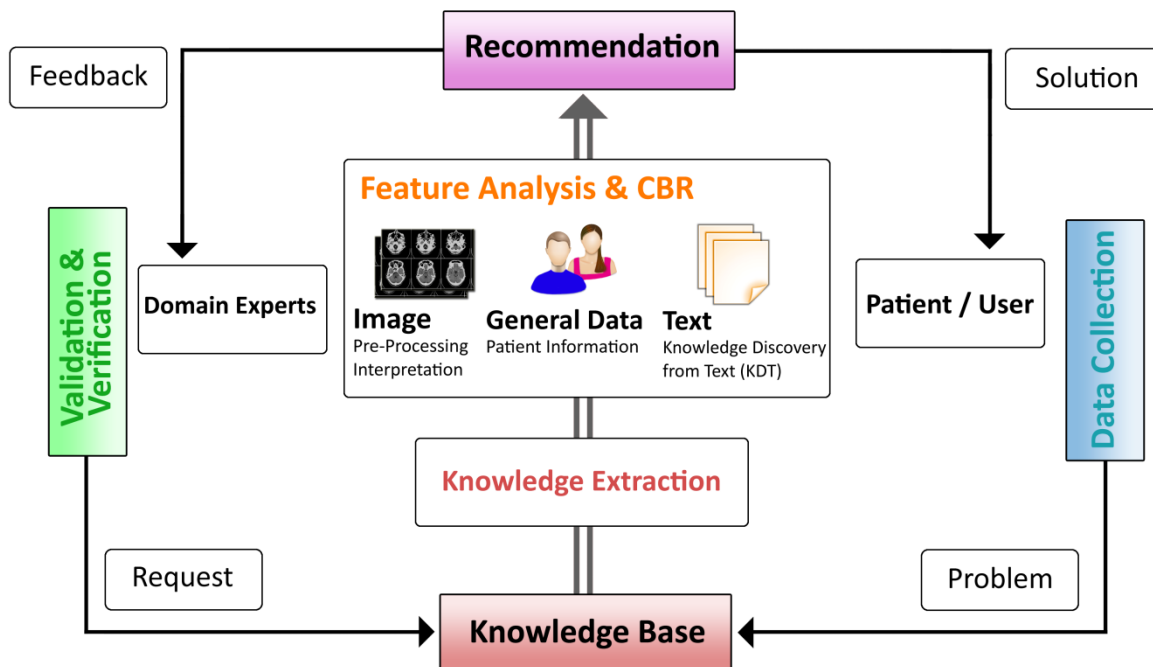 Recommendation
Feedback
Solution
Feature Analysis & CBR
Image
Pre-Processing
Interpretation
General Data
Patient Information
Text
Knowledge Discovery
from Text (KDT)
Validation &
Verification
Domain Experts
Patient / User
Data Collection
Knowledge Extraction
Request
Problem
Knowledge Base